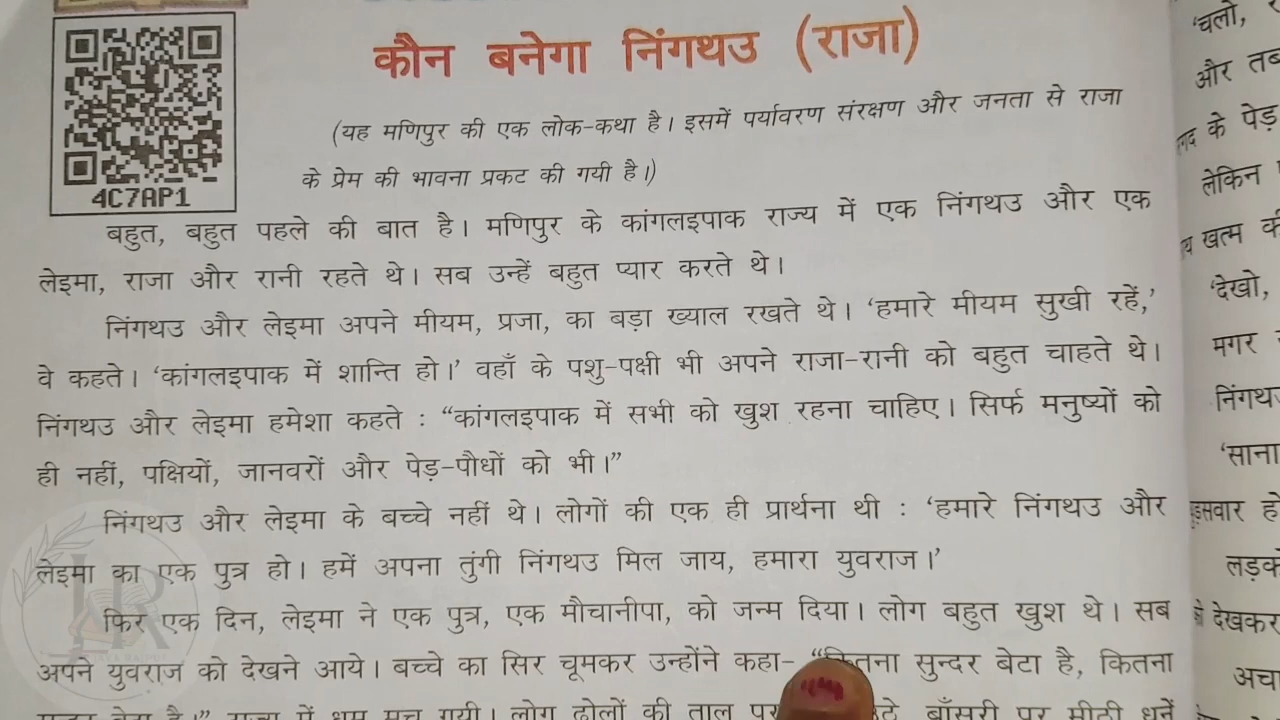 कौन बनेगा निंगथउ (राजा)
4C7AP1
(यह मणिपुर की एक लोक-कथा है। इसमें पर्यावरण संरक्षण और जनता से राजा
के प्रेम की भावना प्रकट की गयी है।)
बहुत, बहुत पहले की बात है। मणिपुर के कांगलइपाक राज्य में एक निंगथउ और एक
लेइमा, राजा और रानी रहते थे। सब उन्हें बहुत प्यार करते थे।
निंगथउ और लेइमा अपने मीयम, प्रजा, का बड़ा ख्याल रखते थे। ‘हमारे मीयम सुखी रहें,’
वे कहते। ‘कांगलइपाक में शान्ति हो।’ वहाँ के पशु-पक्षी भी अपने राजा-रानी को बहुत चाहते थे।
निंगथउ और लेइमा हमेशा कहते : “कांगलइपाक में सभी को खुश रहना चाहिए। सिर्फ मनुष्यों को
ही नहीं, पक्षियों, जानवरों और पेड़-पौधों को भी।”
निंगथउ और लेइमा के बच्चे नहीं थे। लोगों की एक ही प्रार्थना थी : ‘हमारे निंगथउ और
लेइमा का एक पुत्र हो। हमें अपना तुंगी निंगथउ मिल जाय, हमारा युवराज।’
फिर एक दिन, लेइमा ने एक पुत्र, एक मौचानीपा, को जन्म दिया। लोग बहुत खुश थे। सब
अपने युवराज को देखने आये। बच्चे का सिर चूमकर उन्होंने कहा- “कितना सुन्दर बेटा है, कितना
में धूम मच गयी। लोग ढोलों की ताल पर बाँसुरी पर मीठी धुनें
‘चलो,
और तब
के पेड़
लेकिन
खत्म
‘देखो,
मगर
‘साना
देखकर